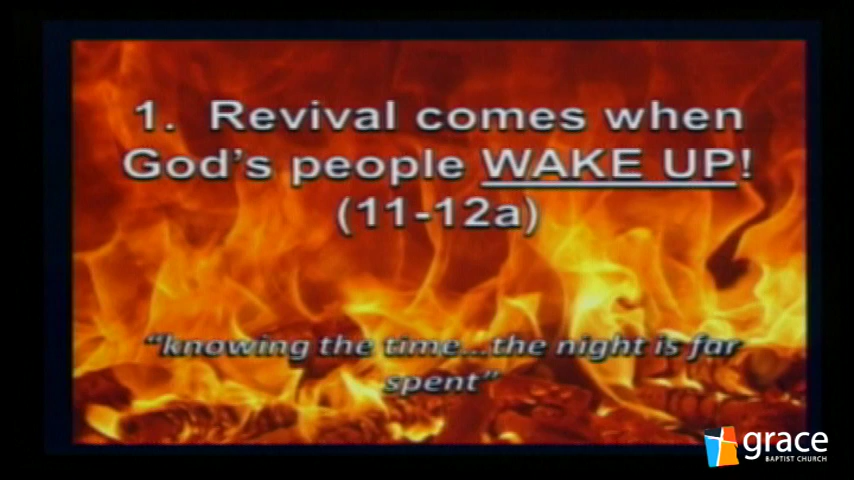 1. Revival comes when
God's people WAKE UP!
(11-12a)
"knowing the time...the night is far
spent"
grace
BAPTIST CHURCH